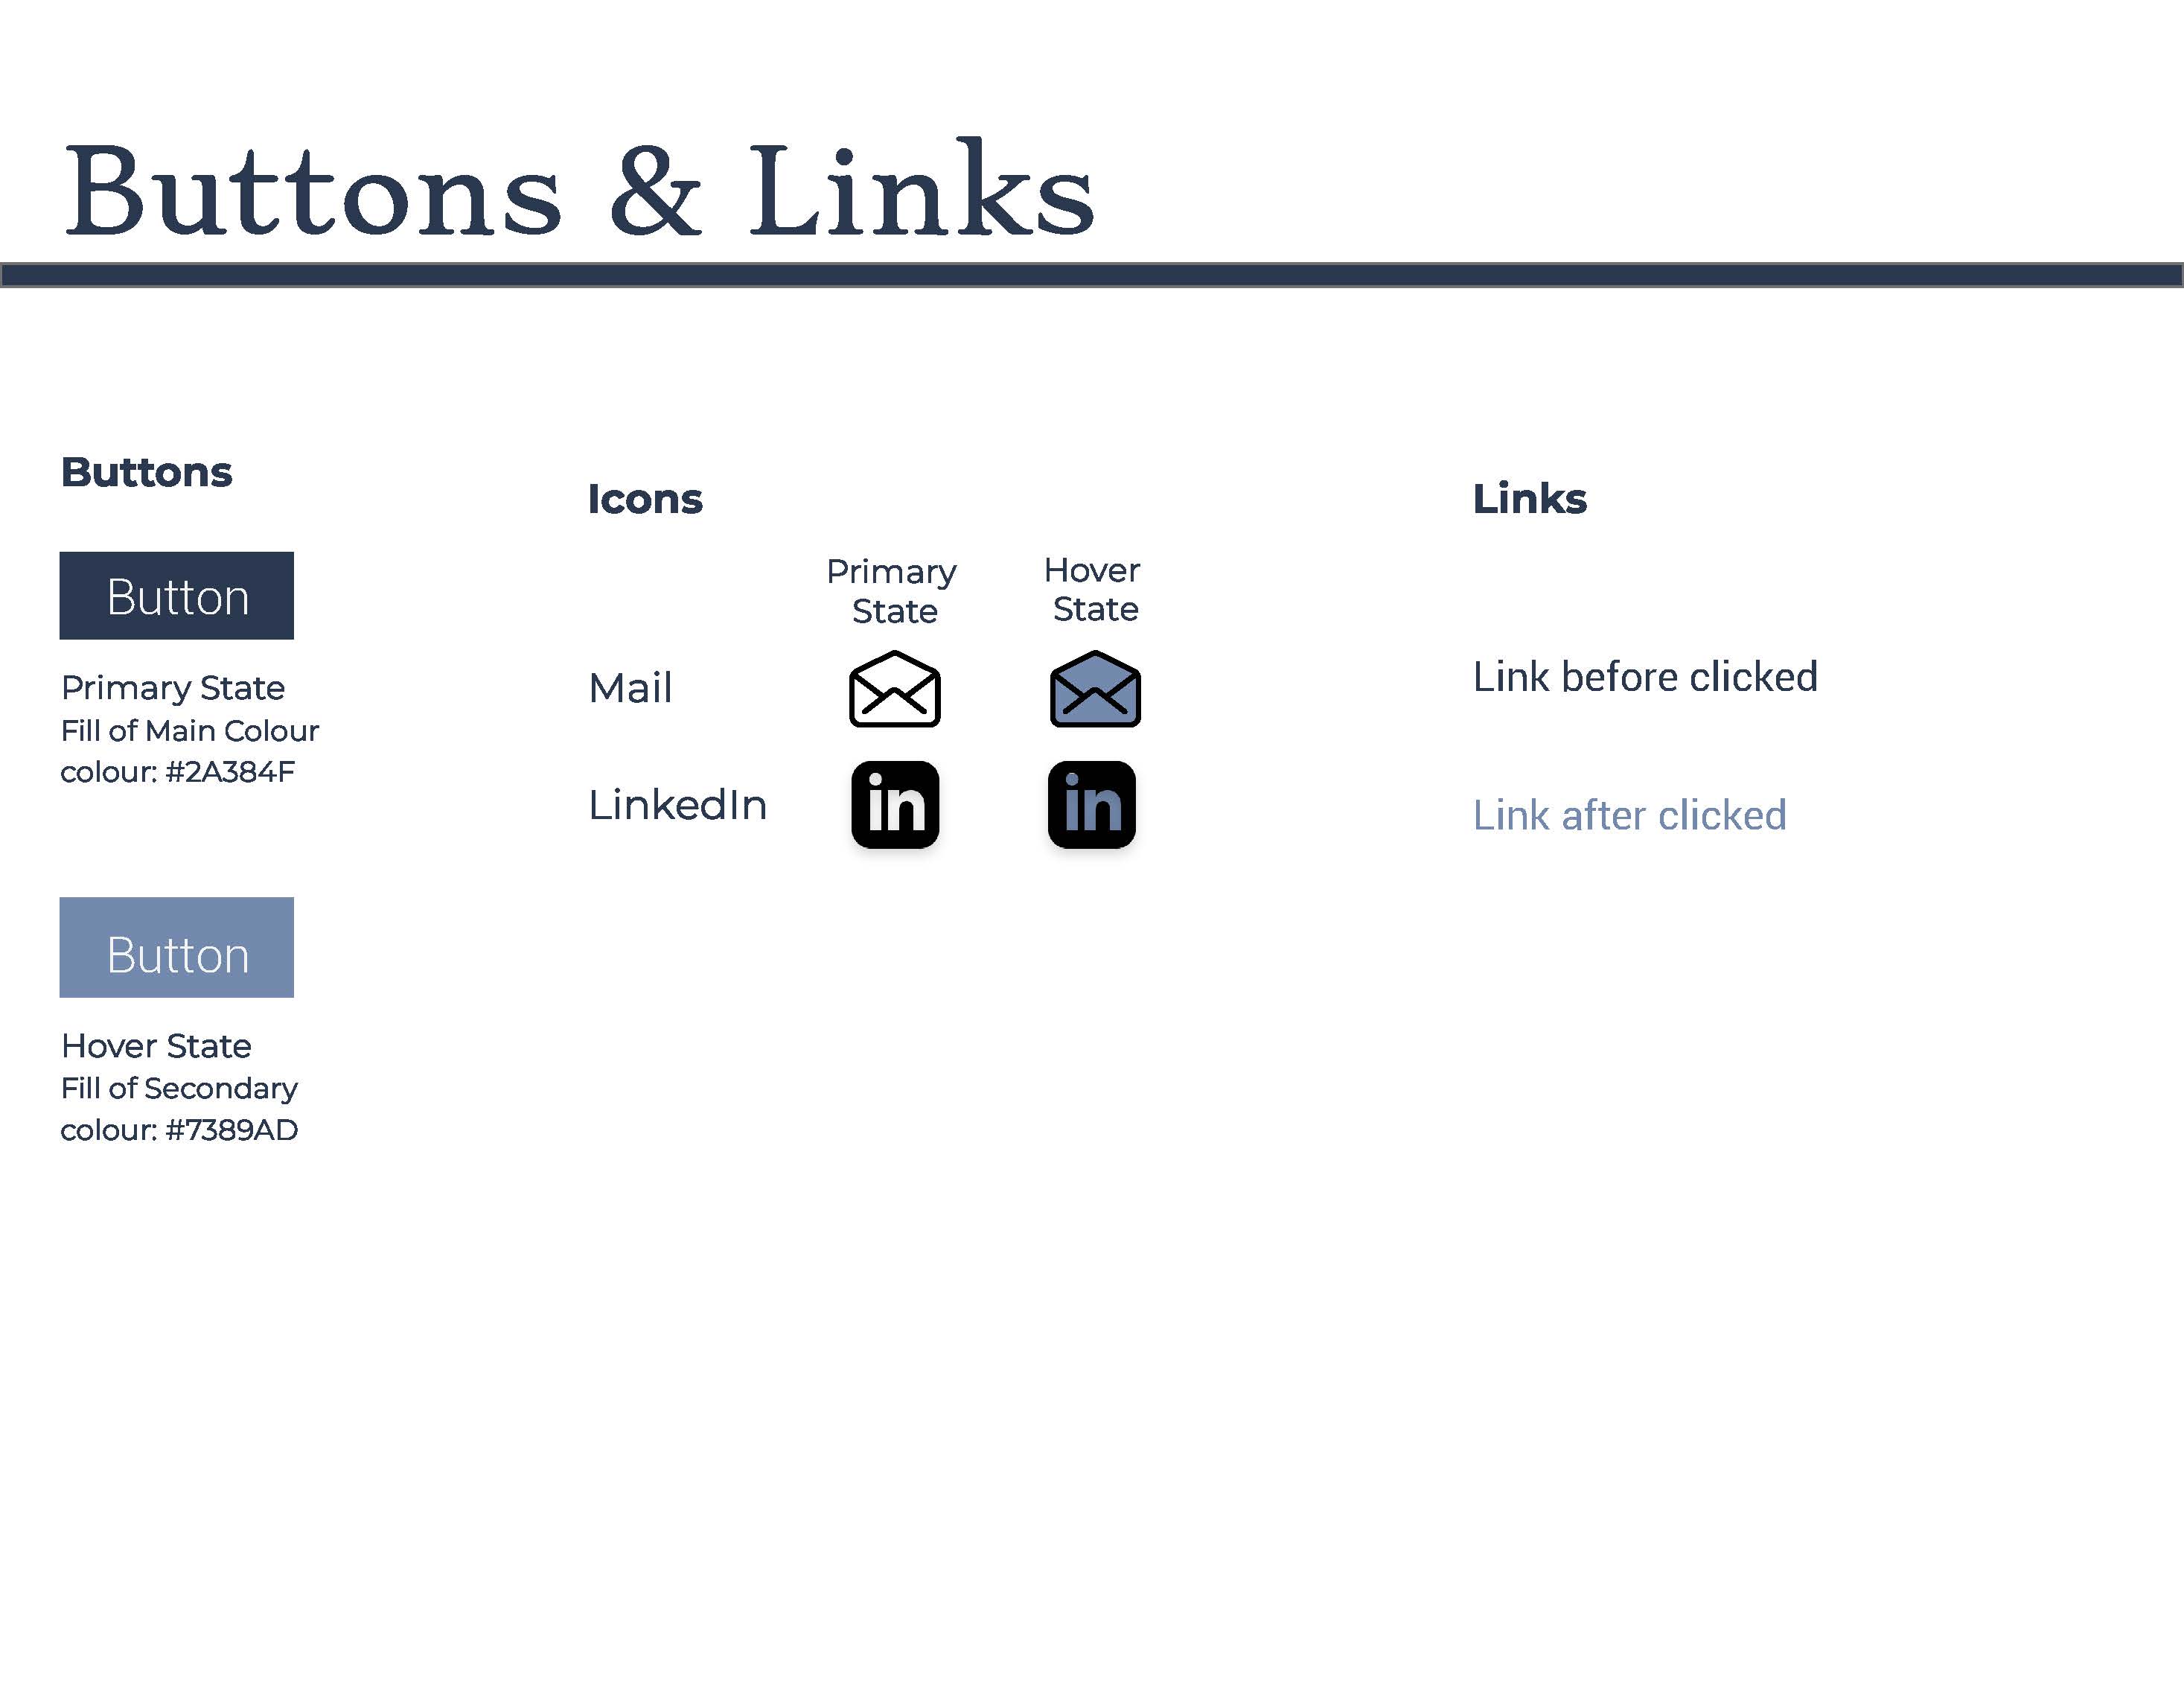 Buttons & Links
Buttons
Button
Primary State
Fill of Main Colour
colour: #2A384F
Button
Hover State
Fill of Secondary
colour: #7389AD
Icons
Primary
State
Hover
State
Mail
LinkedIn
in
in
Links
Link before clicked
Link after clicked